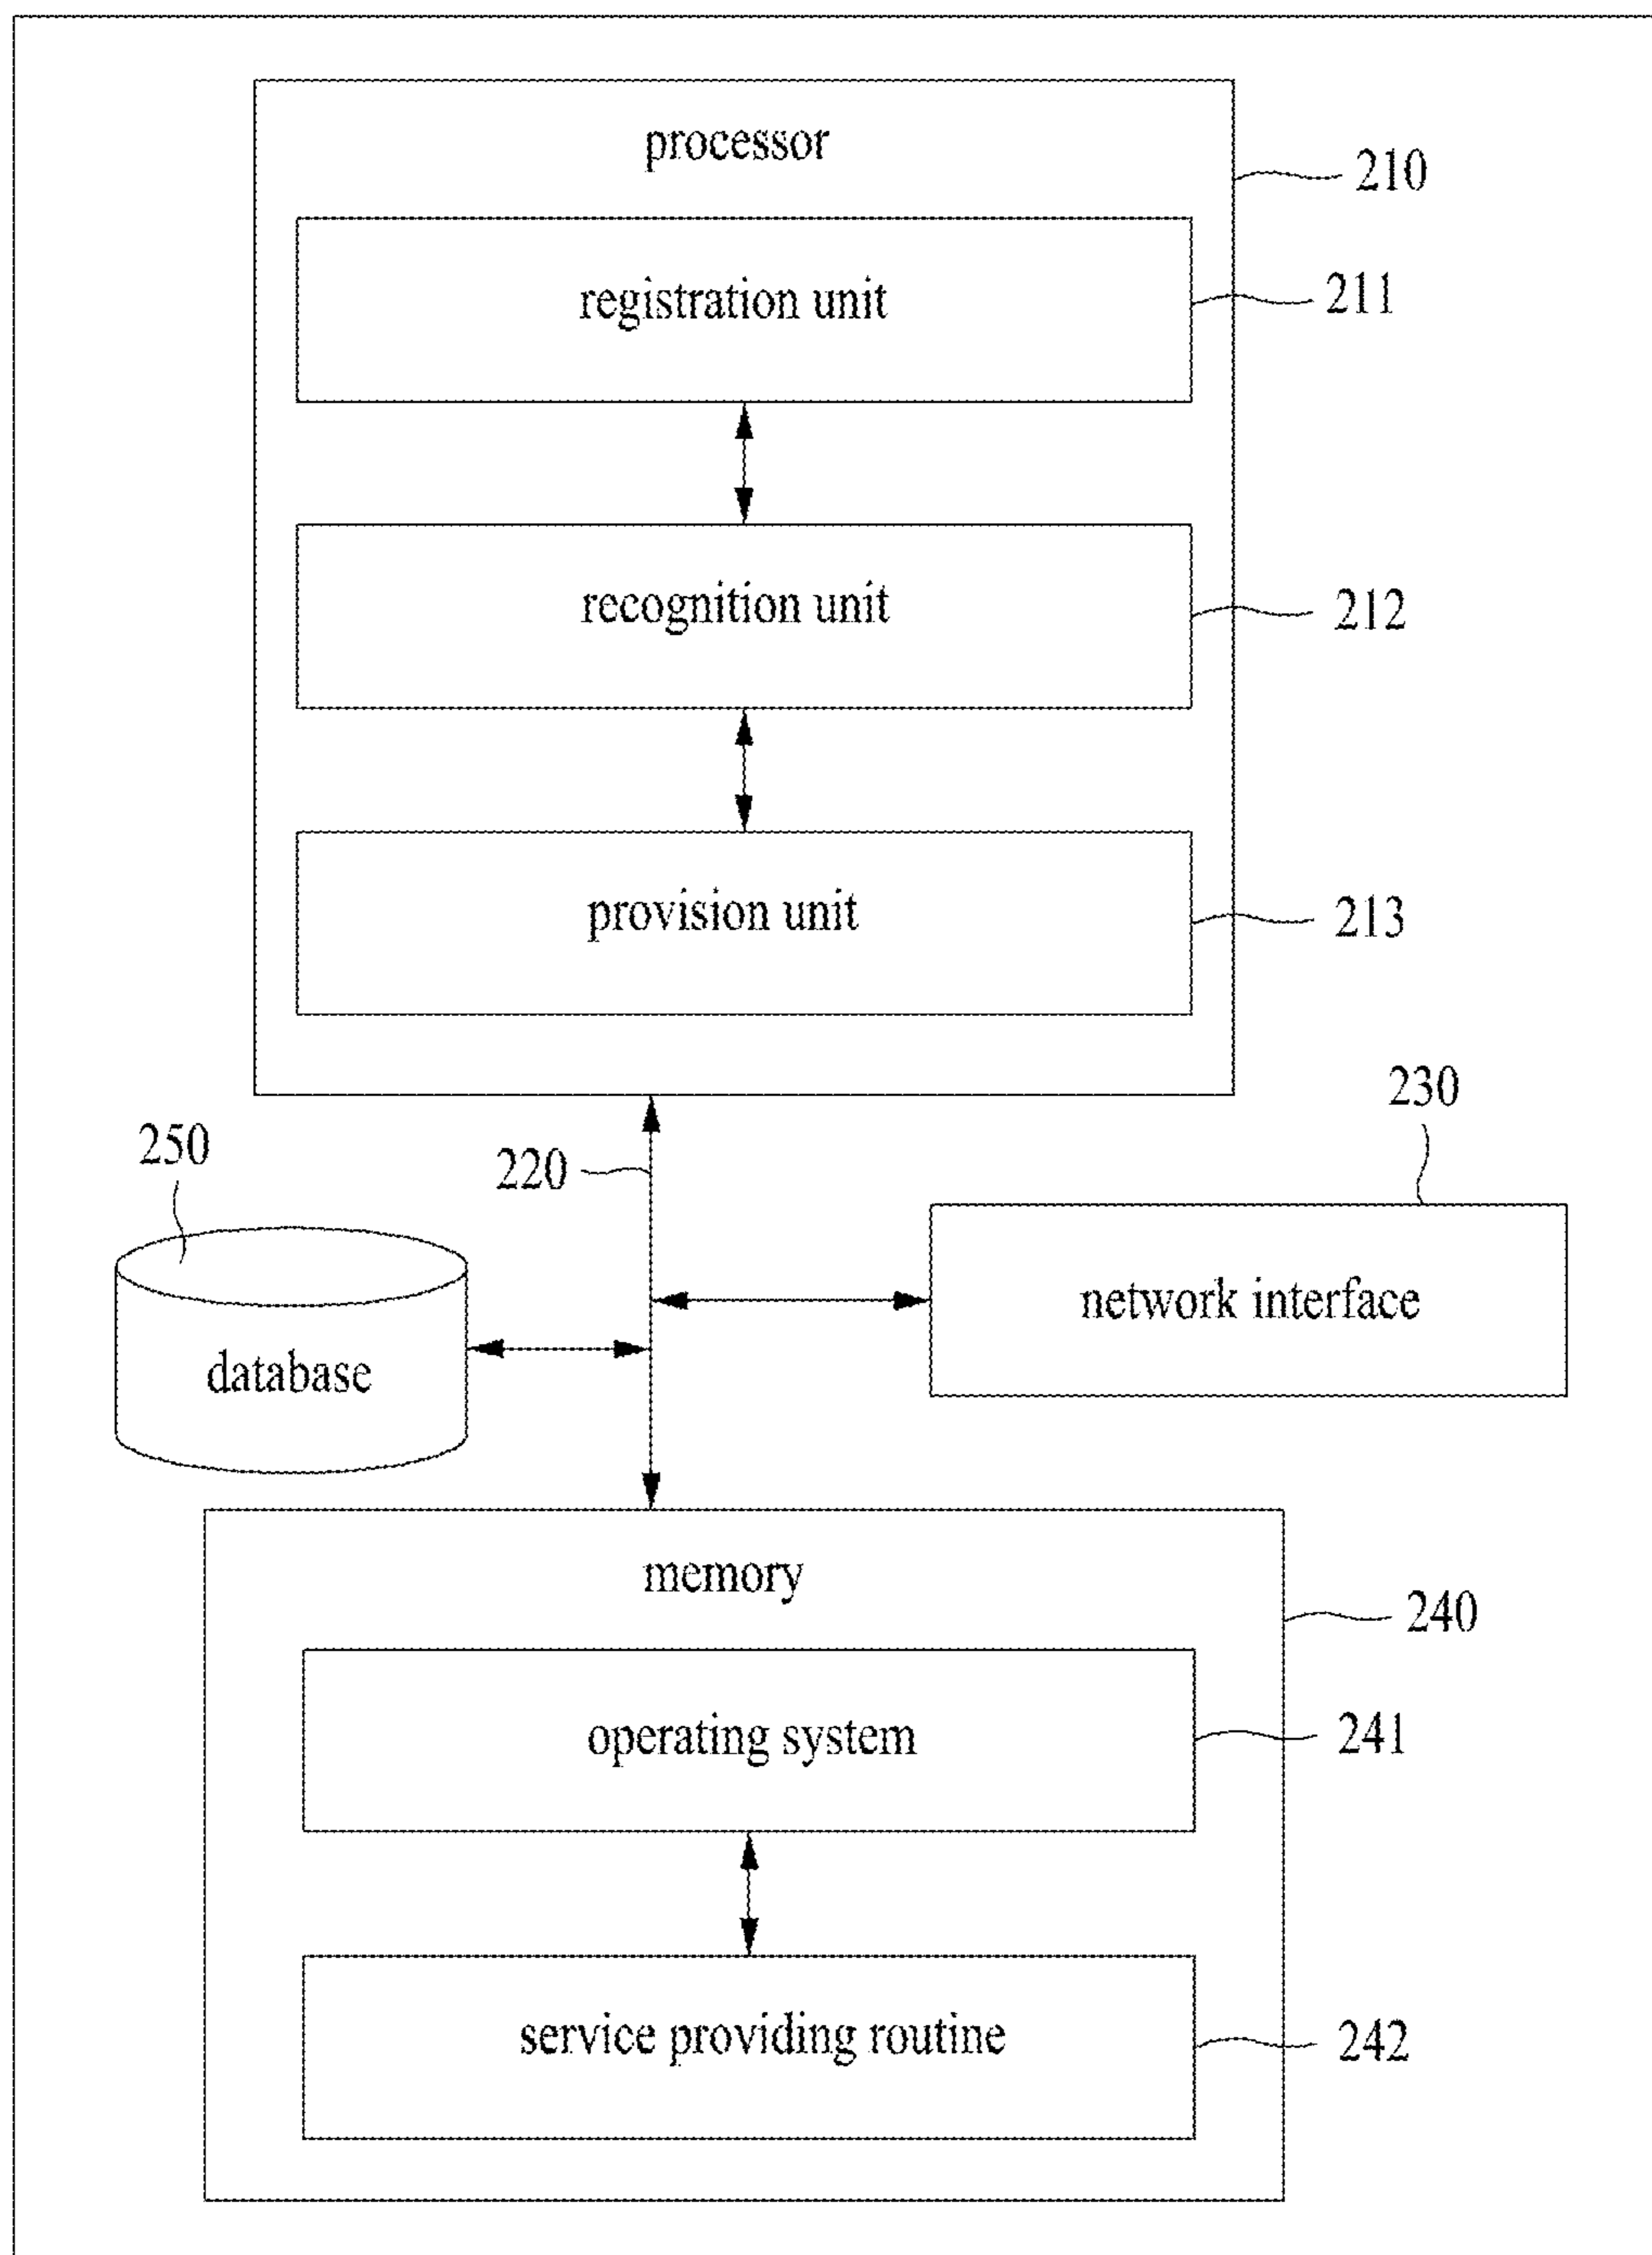 processor
210
registration unit
211
recognition unit
212
provision unit
213
230
250
220
network interface
database
memory
240
operating system
241
service providing routine
242